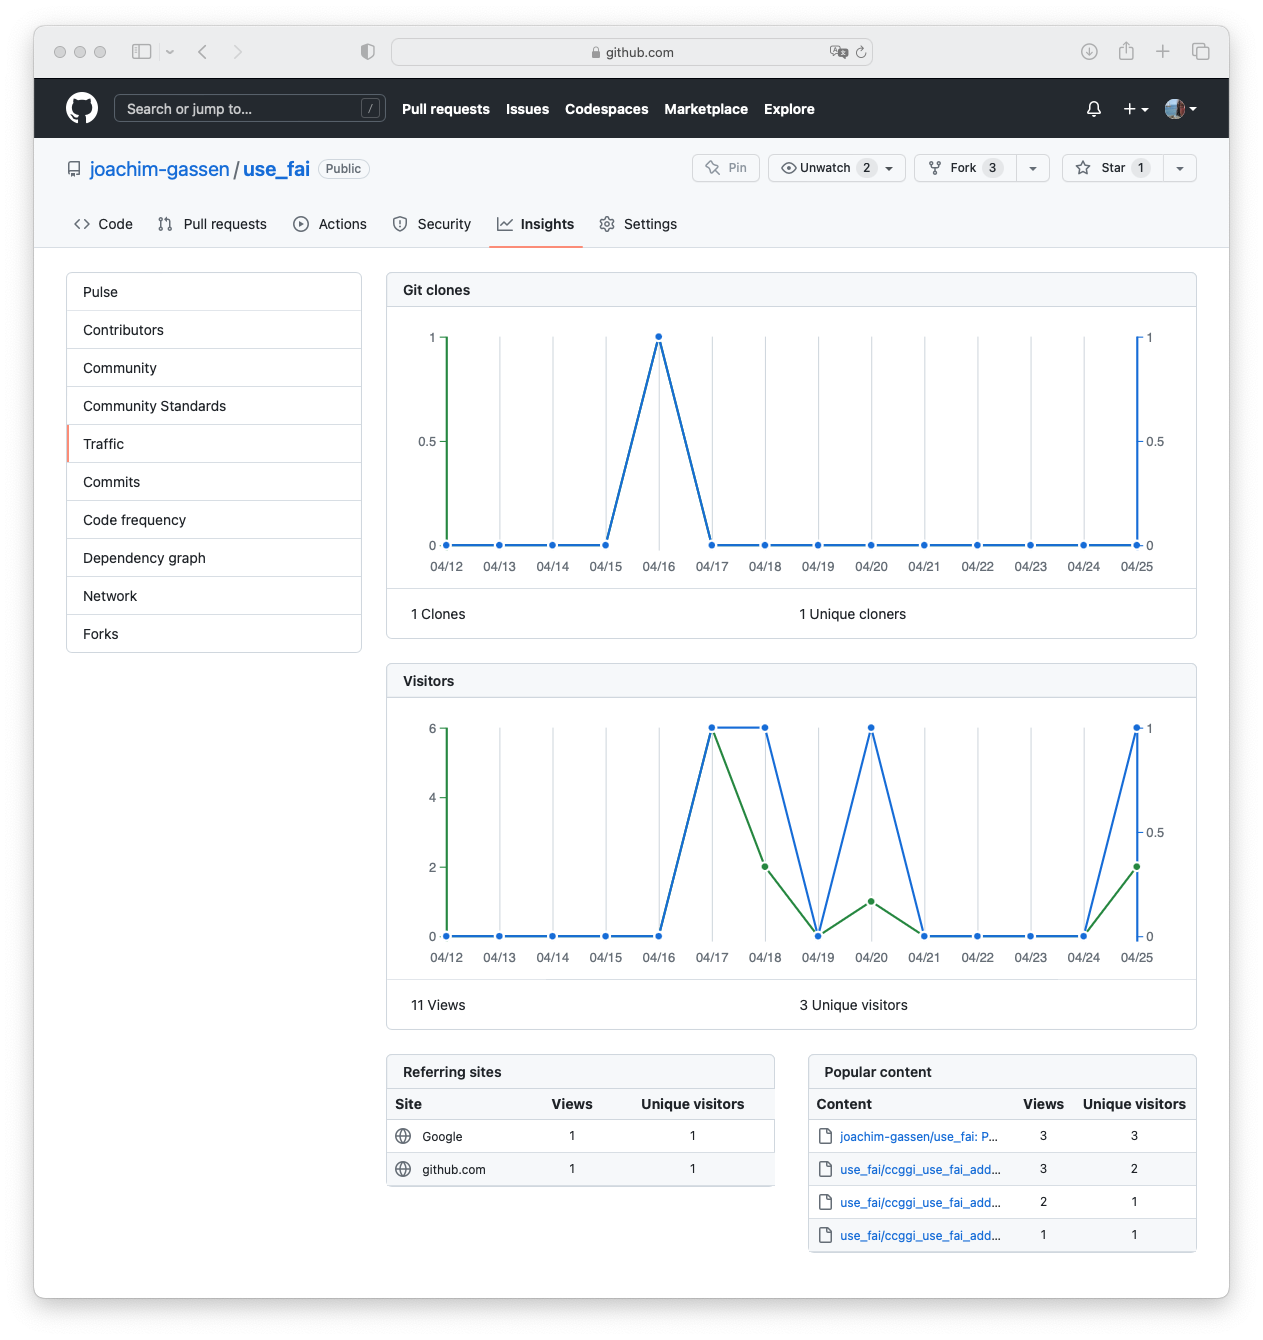 github.com
Search or jump to... / Pull requests Issues Codespaces Marketplace Explore
joachim-gassen / use_fai Public Pin Unwatch 2 Fork 3 Star 1
Code Pull requests Actions Security Insights Settings
Pulse
Contributors
Community
Community Standards
Traffic
Commits
Code frequency
Dependency graph
Network
Forks
Git clones
1 1
0.5 0.5
0 0
04/12 04/13 04/14 04/15 04/16 04/17 04/18 04/19 04/20 04/21 04/22 04/23 04/24 04/25
1 Clones 1 Unique cloners
Visitors
6 1
4
0.5
2
0 0
04/12 04/13 04/14 04/15 04/16 04/17 04/18 04/19 04/20 04/21 04/22 04/23 04/24 04/25
11 Views 3 Unique visitors
Referring sites
Site Views Unique visitors
Google 1 1
github.com 1 1
Popular content
Content Views Unique visitors
joachim-gassen/use_fai: P... 3 3
use_fai/ccggi_use_fai_add... 3 2
use_fai/ccggi_use_fai_add... 2 1
use_fai/ccggi_use_fai_add... 1 1